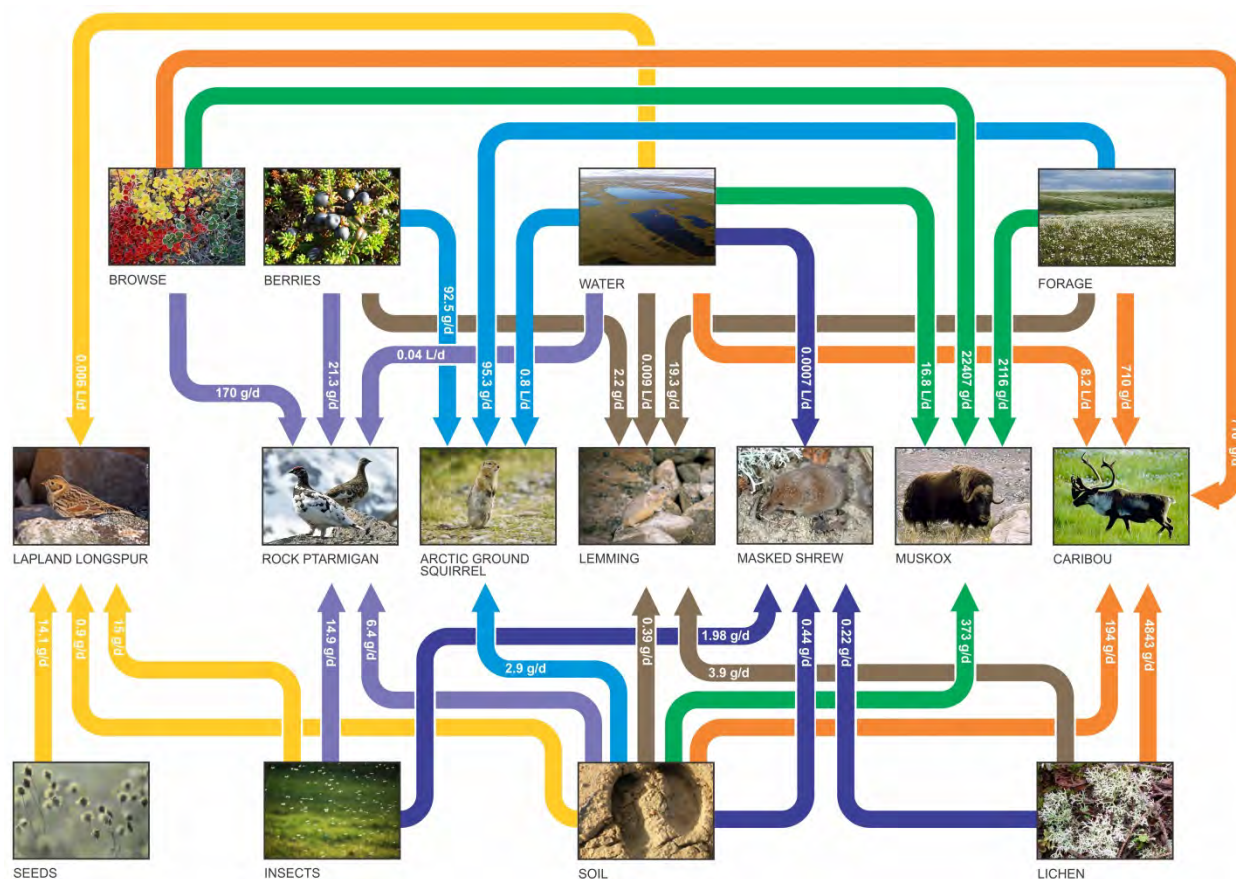 BROWSE
BERRIES
WATER
FORAGE
92.5 g/d
0.006 L/d
170 g/d
21.3 g/d
0.04 L/d
95.3 g/d
0.8 L/d
2.2 g/d
0.009 L/d
19.3 g/d
0.0007 L/d
16.8 L/d
22407 g/d
2116 g/d
8.2 L/d
710 g/d
LAPLAND LONGSPUR
ROCK PTARMIGAN
ARCTIC GROUND
SQUIRREL
LEMMING
MASKED SHREW
MUSKOX
CARIBOU
14.1 g/d
0.9 g/d
15 g/d
14.9 g/d
6.4 g/d
2.9 g/d
0.39 g/d
3.9 g/d
1.98 g/d
0.44 g/d
0.22 g/d
373 g/d
194 g/d
4843 g/d
SEEDS
INSECTS
SOIL
LICHEN